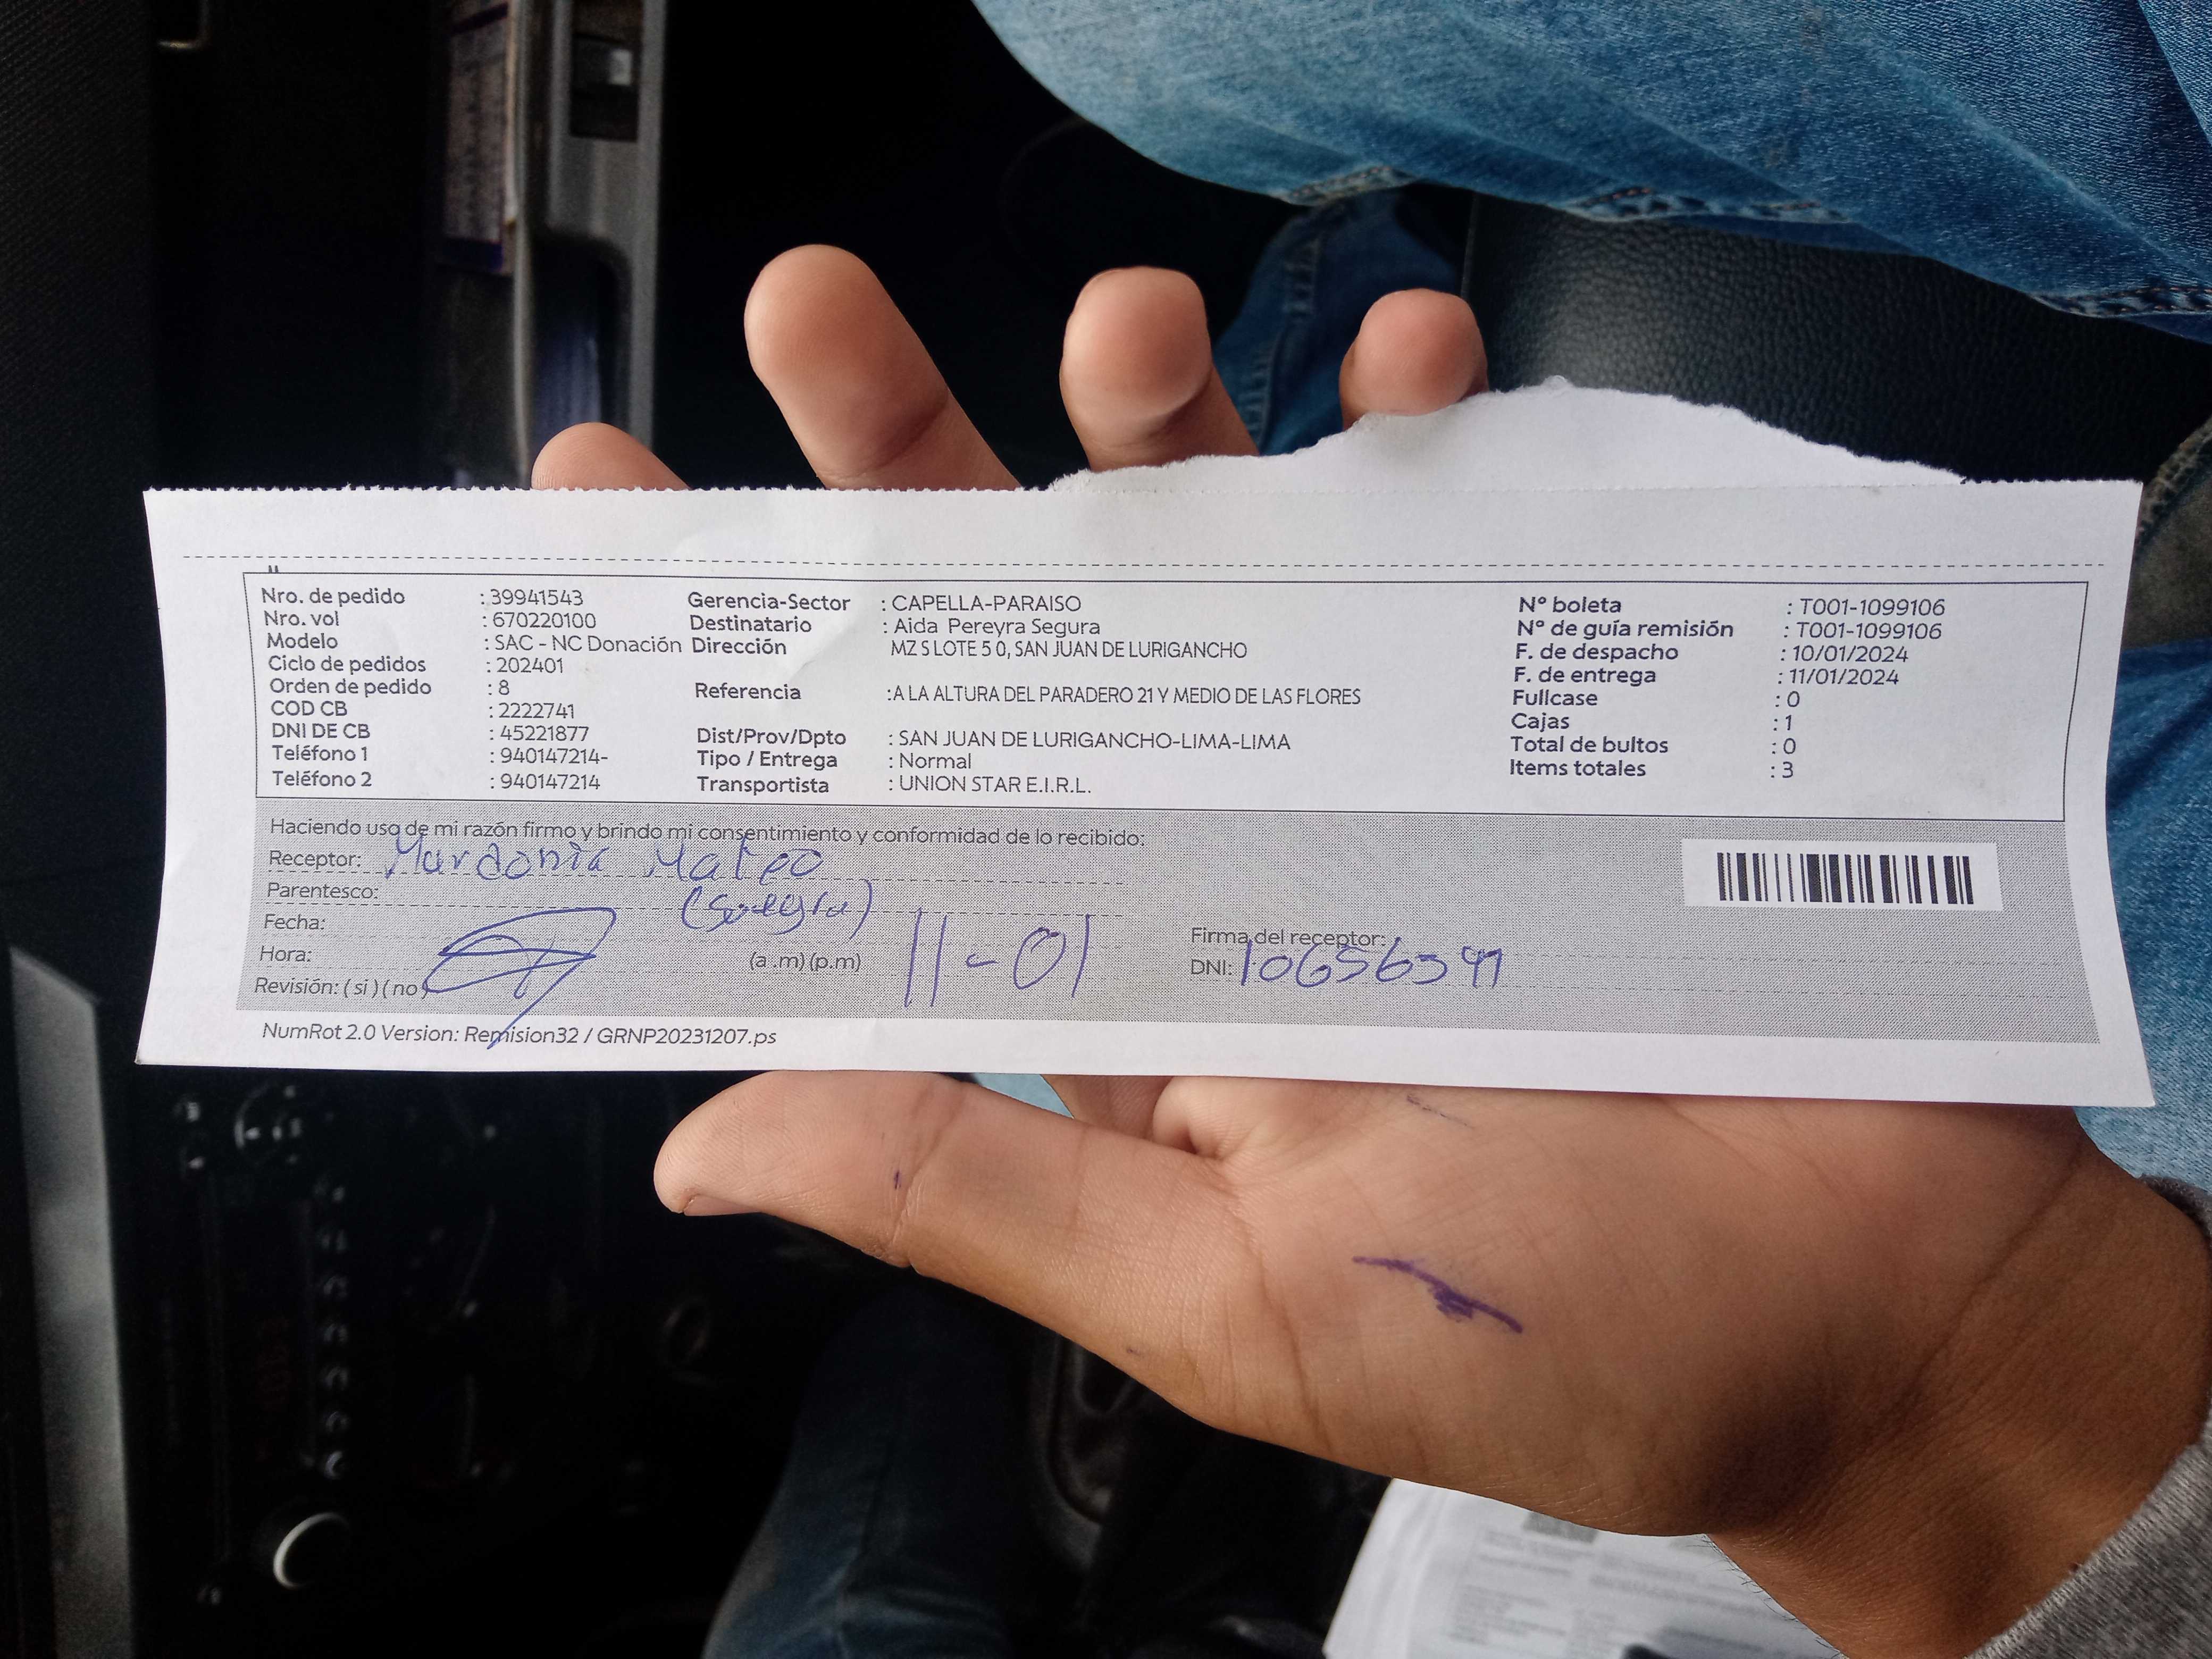 Nro. de pedido : 39941543
Nro. vol : 670220100
Modelo : SAC - NC Donación
Ciclo de pedidos : 202401
Orden de pedido : 8
COD CB : 2222741
DNI DE CB : 45221877
Teléfono 1 : 940147214-
Teléfono 2 : 940147214
Gerencia-Sector : CAPELLA-PARAISO
Destinatario : Aida Pereyra Segura
Dirección MZ S LOTE 5 0, SAN JUAN DE LURIGANCHO
Referencia :A LA ALTURA DEL PARADERO 21 Y MEDIO DE LAS FLORES
Dist/Prov/Dpto : SAN JUAN DE LURIGANCHO-LIMA-LIMA
Tipo / Entrega : Normal
Transportista : UNION STAR E.I.R.L.
N° boleta : T001-1099106
N° de guía remisión : T001-1099106
F. de despacho : 10/01/2024
F. de entrega : 11/01/2024
Fullcase : 0
Cajas : 1
Total de bultos : 0
Items totales : 3
Haciendo uso de mi razón firmo y brindo mi consentimiento y conformidad de lo recibido:
Receptor: Mardonia Mateo
Parentesco: (suegra)
Fecha:
Hora: (a .m) (p.m) 11-01
Revisión: ( si ) ( no )
Firma del receptor:
DNI:
NumRot 2.0 Version: Remision32 / GRNP20231207.ps